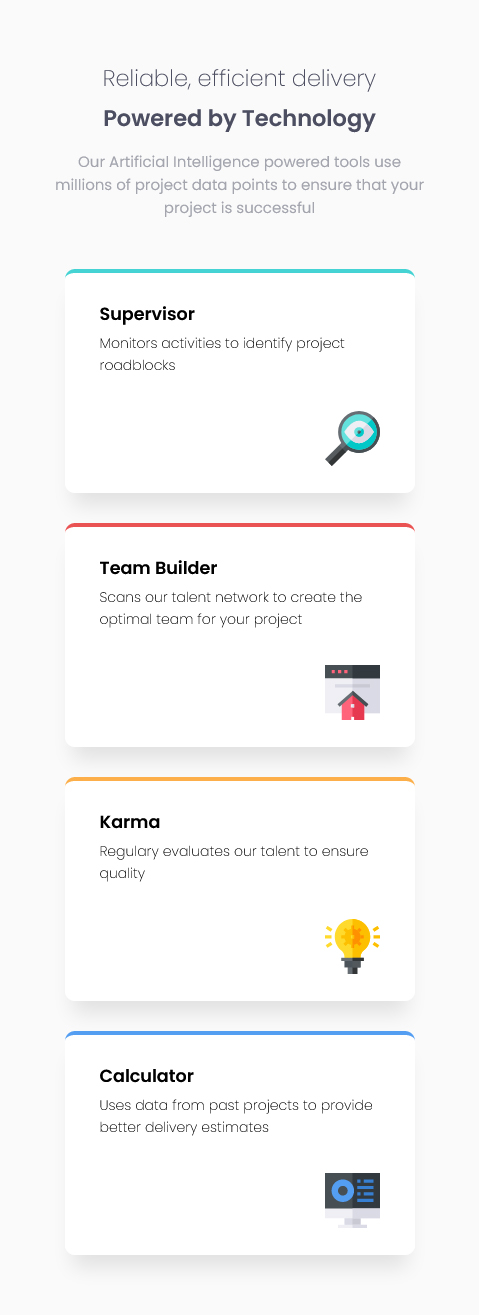 Reliable, efficient delivery
Powered by Technology
Our Artificial Intelligence powered tools use
millions of project data points to ensure that your
project is successful
Supervisor
Monitors activities to identify project
roadblocks
Team Builder
Scans our talent network to create the
optimal team for your project
Karma
Regulary evaluates our talent to ensure
quality
Calculator
Uses data from past projects to provide
better delivery estimates